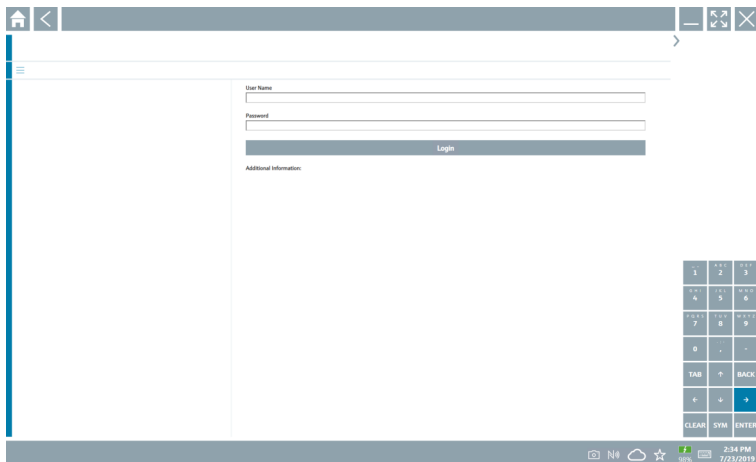 User Name
Password
Login
Additional Information:
1
ABC 2
DEF 3
GHI 4
JKL 5
MNO 6
PQRS 7
TUV 8
WXYZ 9
0
.
-
TAB ↑ BACK
← ↓ →
CLEAR SYM ENTER
98%
2:34 PM
7/23/2019